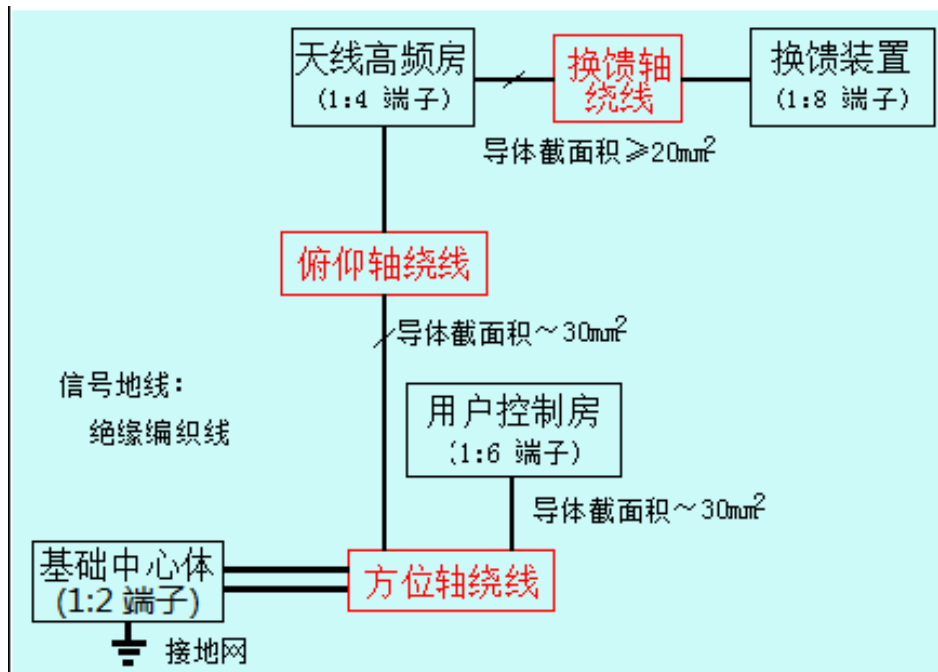 天线高频房
(1:4 端子)
换馈轴
绕线
换馈装置
(1:8 端子)
导体截面积≥20mm²
俯仰轴绕线
导体截面积～30mm²
信号地线：
绝缘编织线
用户控制房
(1:6 端子)
导体截面积～30mm²
基础中心体
(1:2 端子)
方位轴绕线
接地网